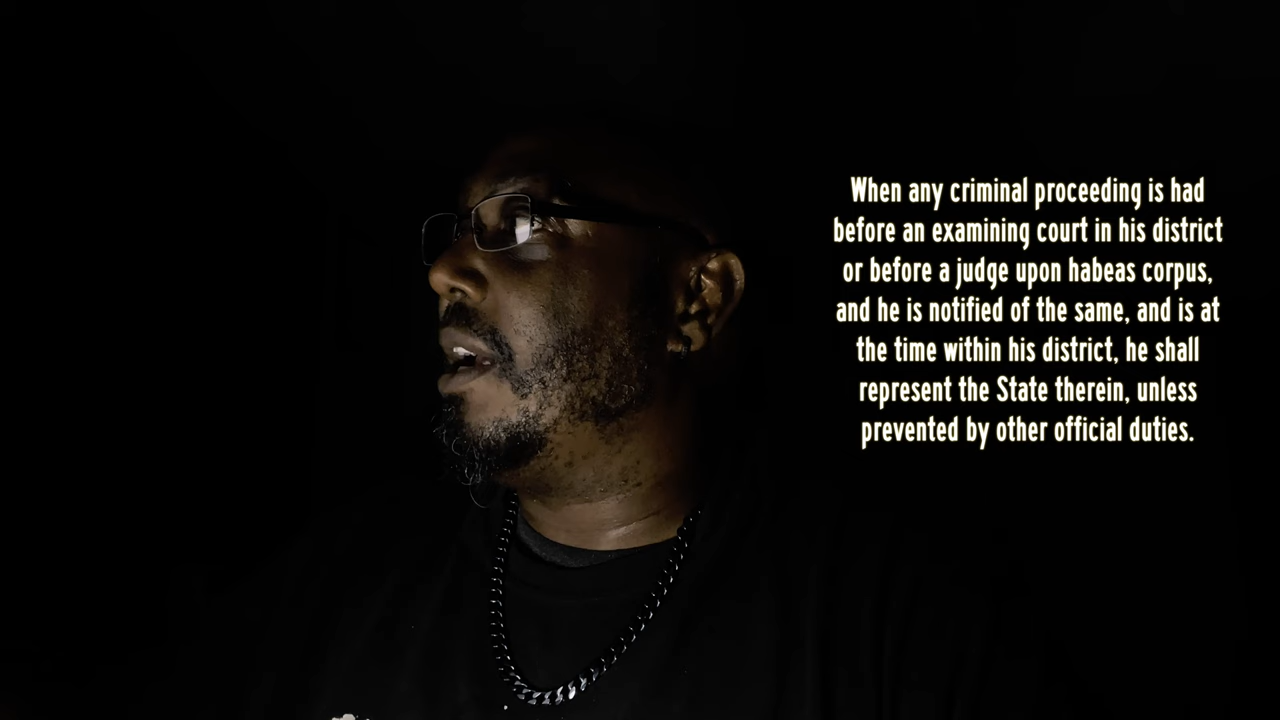 When any criminal proceeding is had
before an examining court in his district
or before a judge upon habeas corpus,
and he is notified of the same, and is at
the time within his district, he shall
represent the State therein, unless
prevented by other official duties.